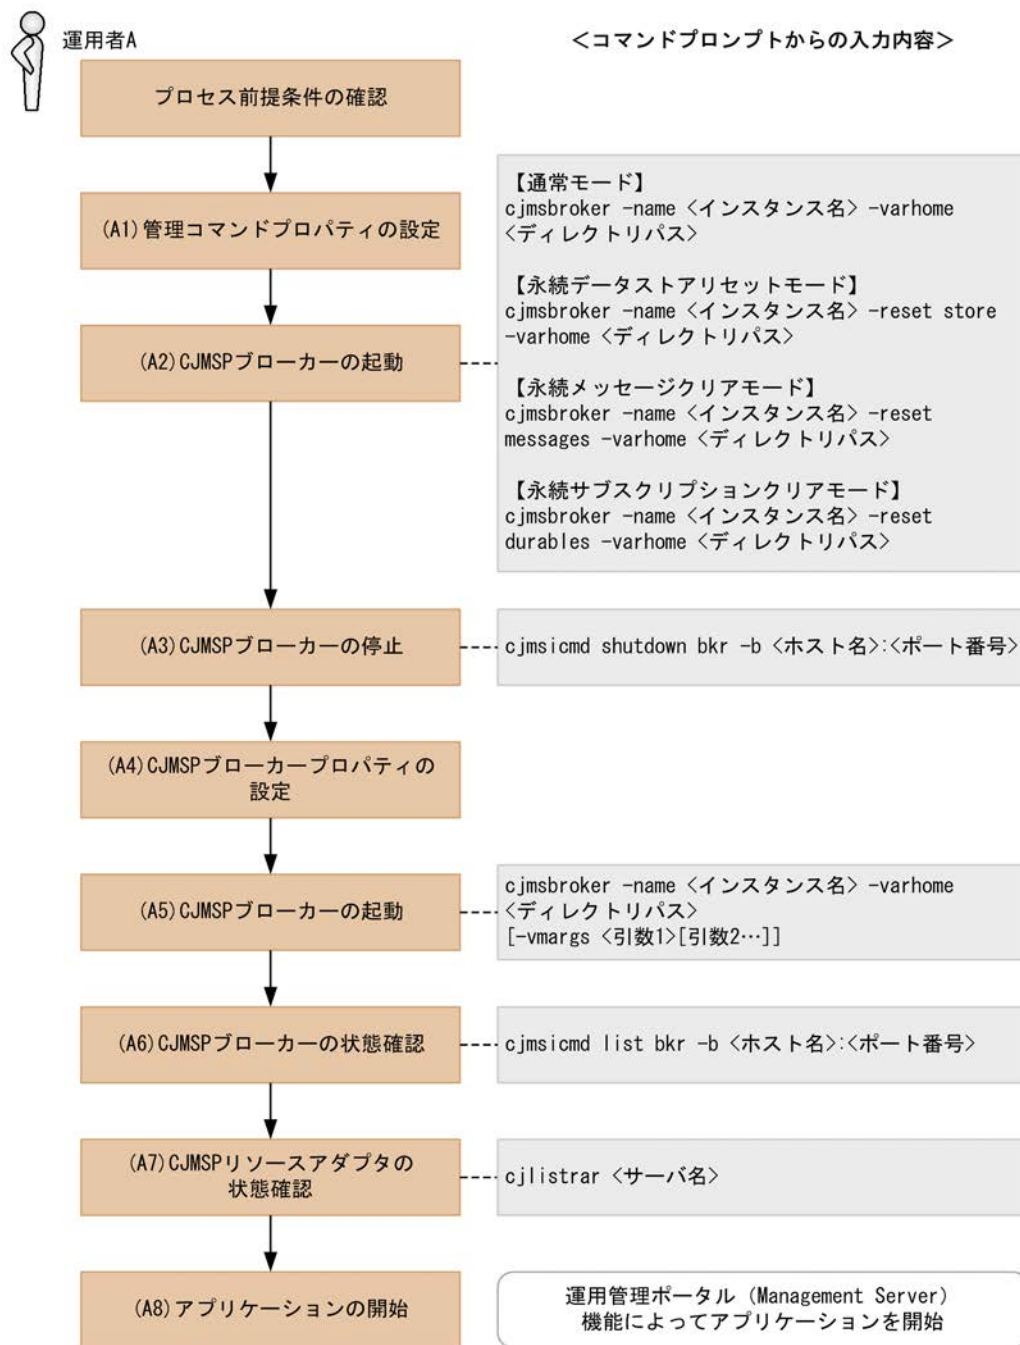 運用者A
＜コマンドプロンプトからの入力内容＞
プロセス前提条件の確認
(A1)管理コマンドプロパティの設定
(A2)CJMSPブローカーの起動
【通常モード】
cjmsbroker -name <インスタンス名> -varhome
<ディレクトリパス>
【永続データストアリセットモード】
cjmsbroker -name <インスタンス名> -reset store
-varhome <ディレクトリパス>
【永続メッセージクリアモード】
cjmsbroker -name <インスタンス名> -reset
messages -varhome <ディレクトリパス>
【永続サブスクリプションクリアモード】
cjmsbroker -name <インスタンス名> -reset
durables -varhome <ディレクトリパス>
(A3)CJMSPブローカーの停止
cjmsicmd shutdown bkr -b <ホスト名>:<ポート番号>
(A4)CJMSPブローカープロパティの
設定
(A5)CJMSPブローカーの起動
cjmsbroker -name <インスタンス名> -varhome
<ディレクトリパス>
[-vmargs <引数1>[引数2…]]
(A6)CJMSPブローカーの状態確認
cjmsicmd list bkr -b <ホスト名>:<ポート番号>
(A7)CJMSPリソースアダプタの
状態確認
cjlistrar <サーバ名>
(A8)アプリケーションの開始
運用管理ポータル（Management Server）
機能によってアプリケーションを開始